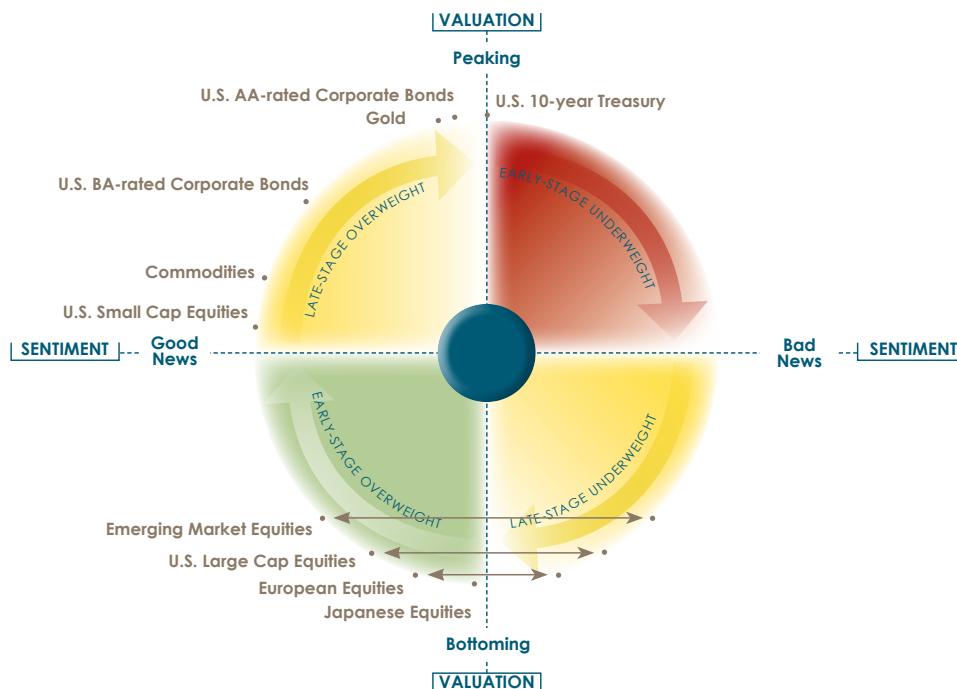 VALUATION
Peaking
U.S. AA-rated Corporate Bonds
U.S. 10-year Treasury
Gold
U.S. BA-rated Corporate Bonds
LATE-STAGE OVERWEIGHT
EARLY-STAGE UNDERWEIGHT
Commodities
U.S. Small Cap Equities
SENTIMENT
Good
News
Bad
News
SENTIMENT
EARLY-STAGE OVERWEIGHT
LATE-STAGE UNDERWEIGHT
Emerging Market Equities
U.S. Large Cap Equities
European Equities
Japanese Equities
Bottoming
VALUATION